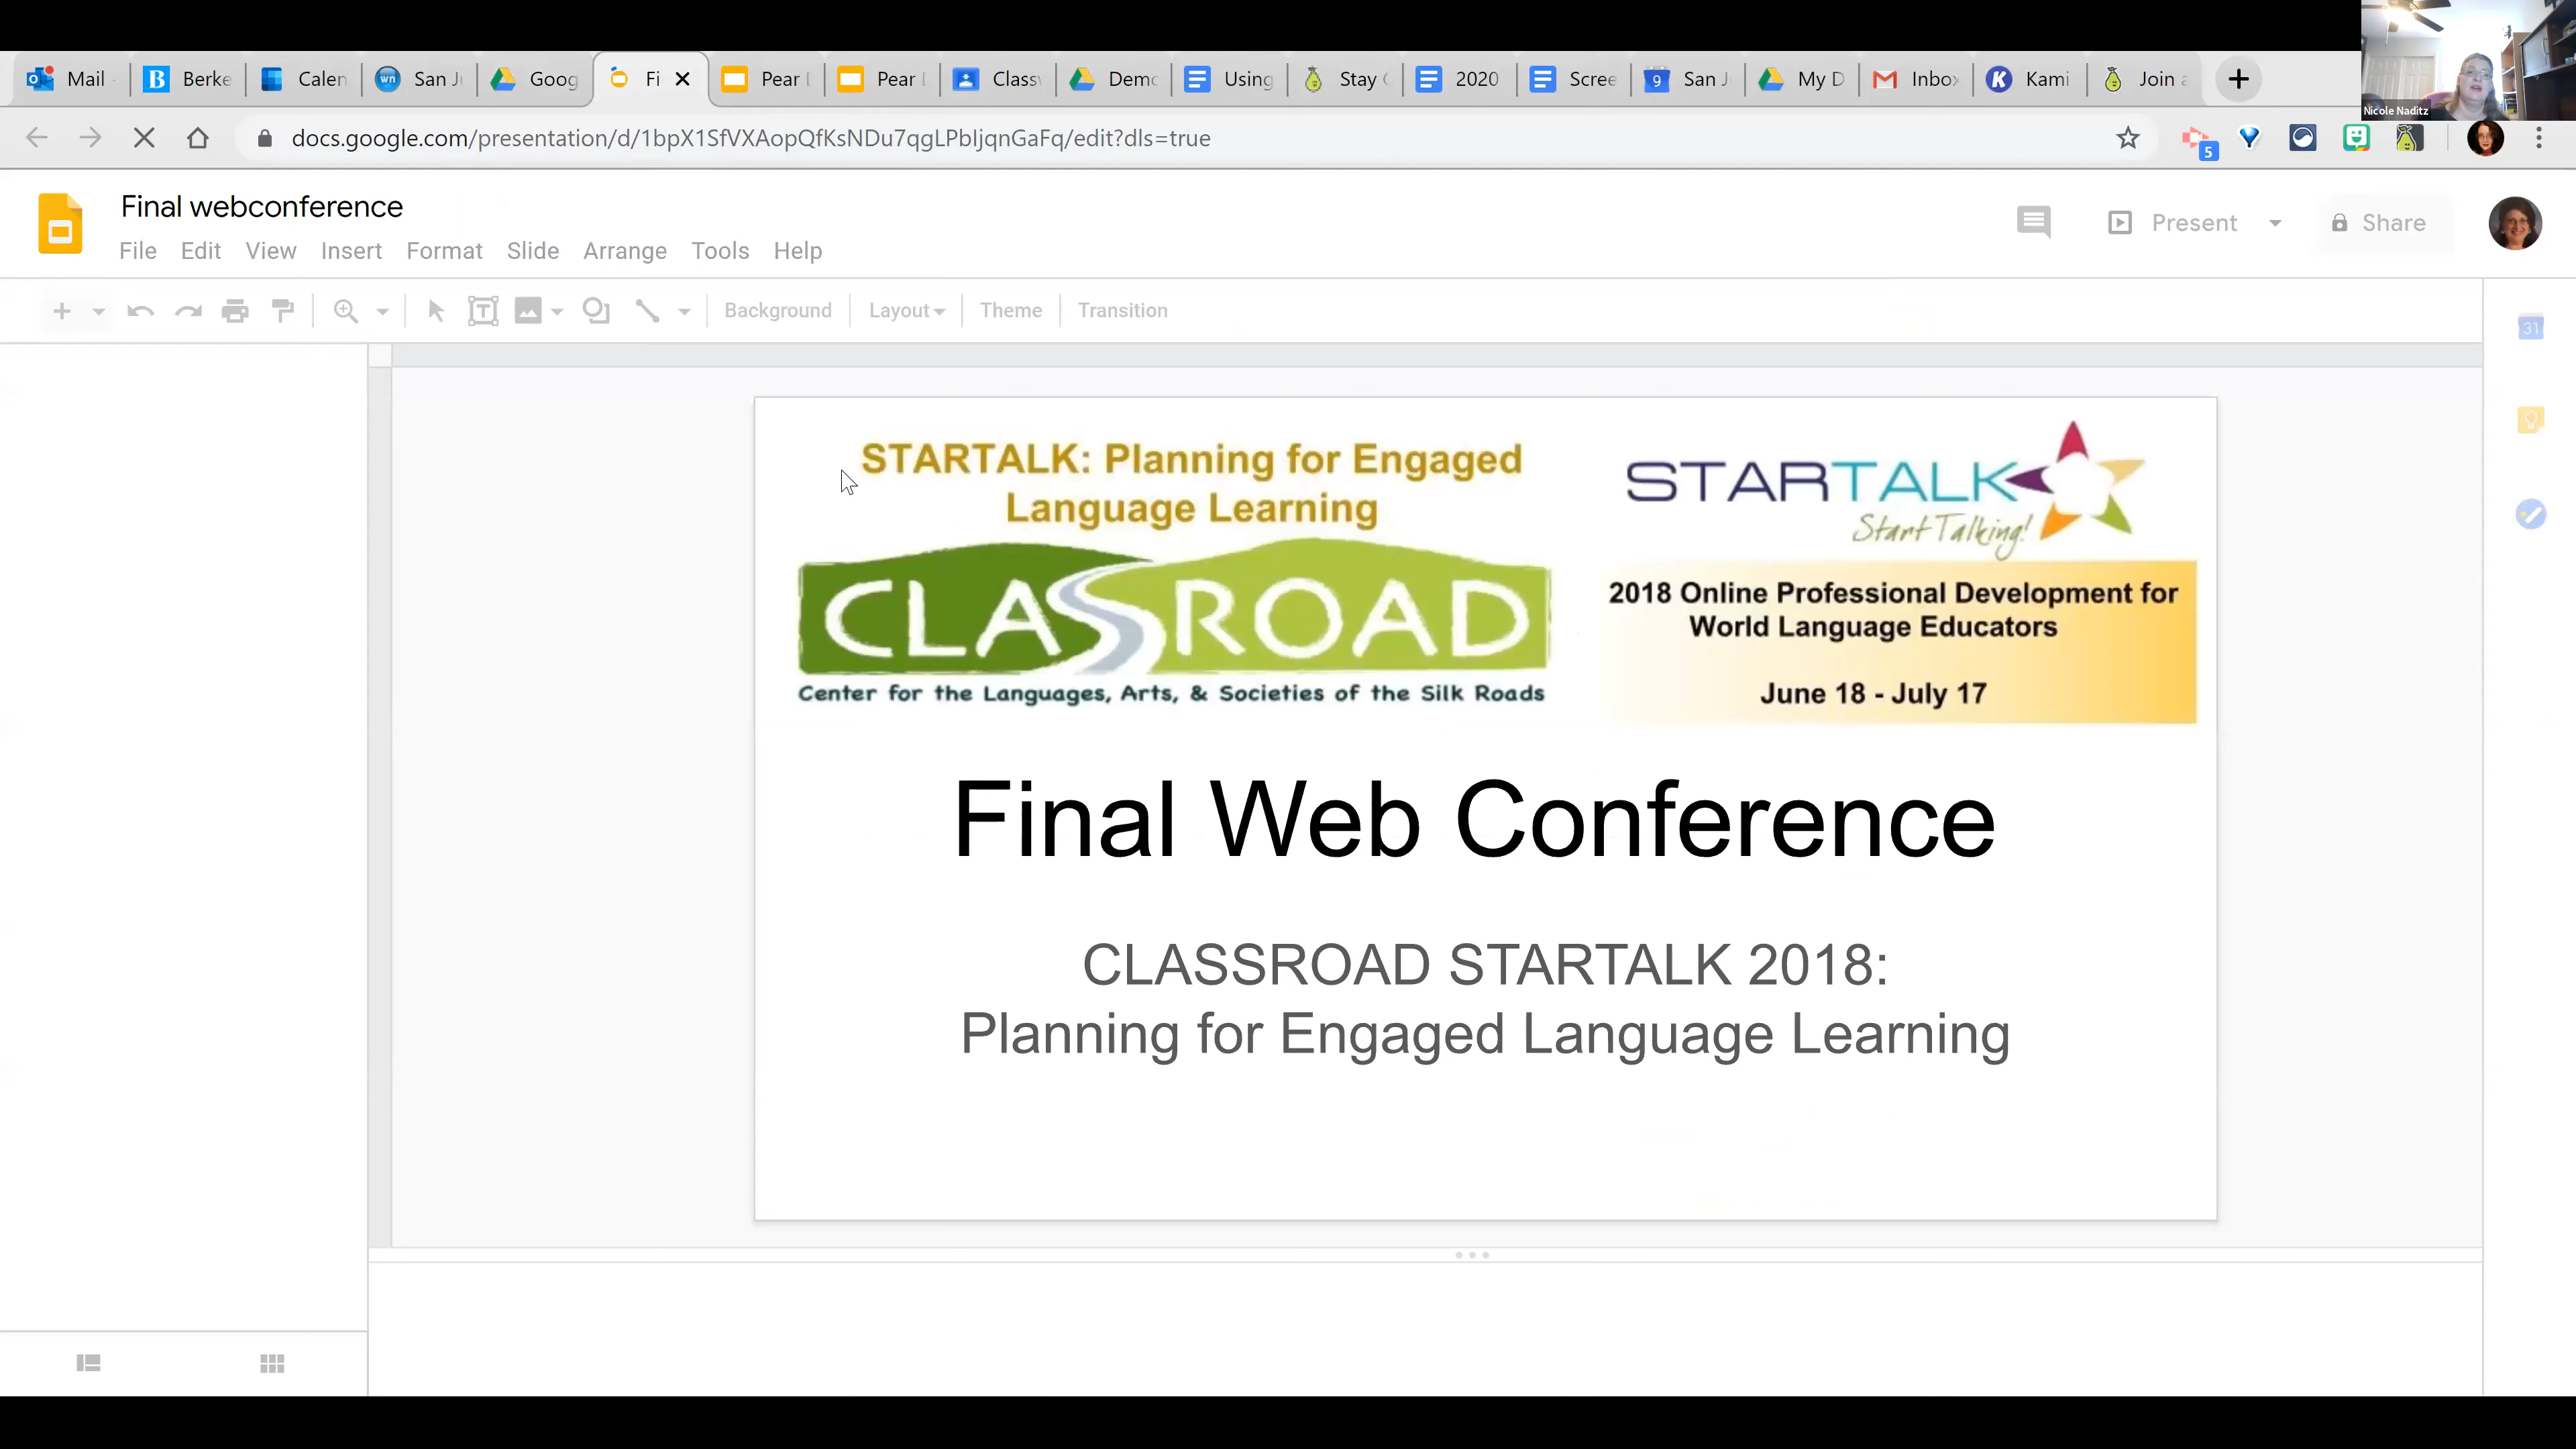 Mail
Berke
Calen
San J
Goog
Fi
Pear
Pear
Class
Demo
Using
Stay
2020
Scree
San J
My D
Inbox
Kami
Join a
Nicole Naditz
docs.google.com/presentation/d/1bpX1SfVXAopQfKsNDu7qgLPbIjqnGaFq/edit?dls=true
5
Final webconference
File Edit View Insert Format Slide Arrange Tools Help
Present
Share
Background Layout Theme Transition
31
STARTALK: Planning for Engaged
Language Learning
CLASSROAD
Center for the Languages, Arts, & Societies of the Silk Roads
STARTALK
Start Talking!
2018 Online Professional Development for
World Language Educators
June 18 - July 17
Final Web Conference
CLASSROAD STARTALK 2018:
Planning for Engaged Language Learning